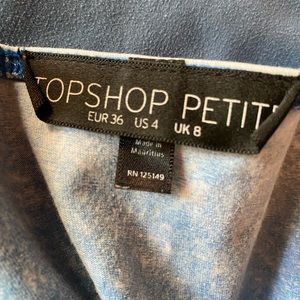 TOPSHOP PETIT
EUR 36 US 4 UK 8
Made in
Mauritius
RN 125149